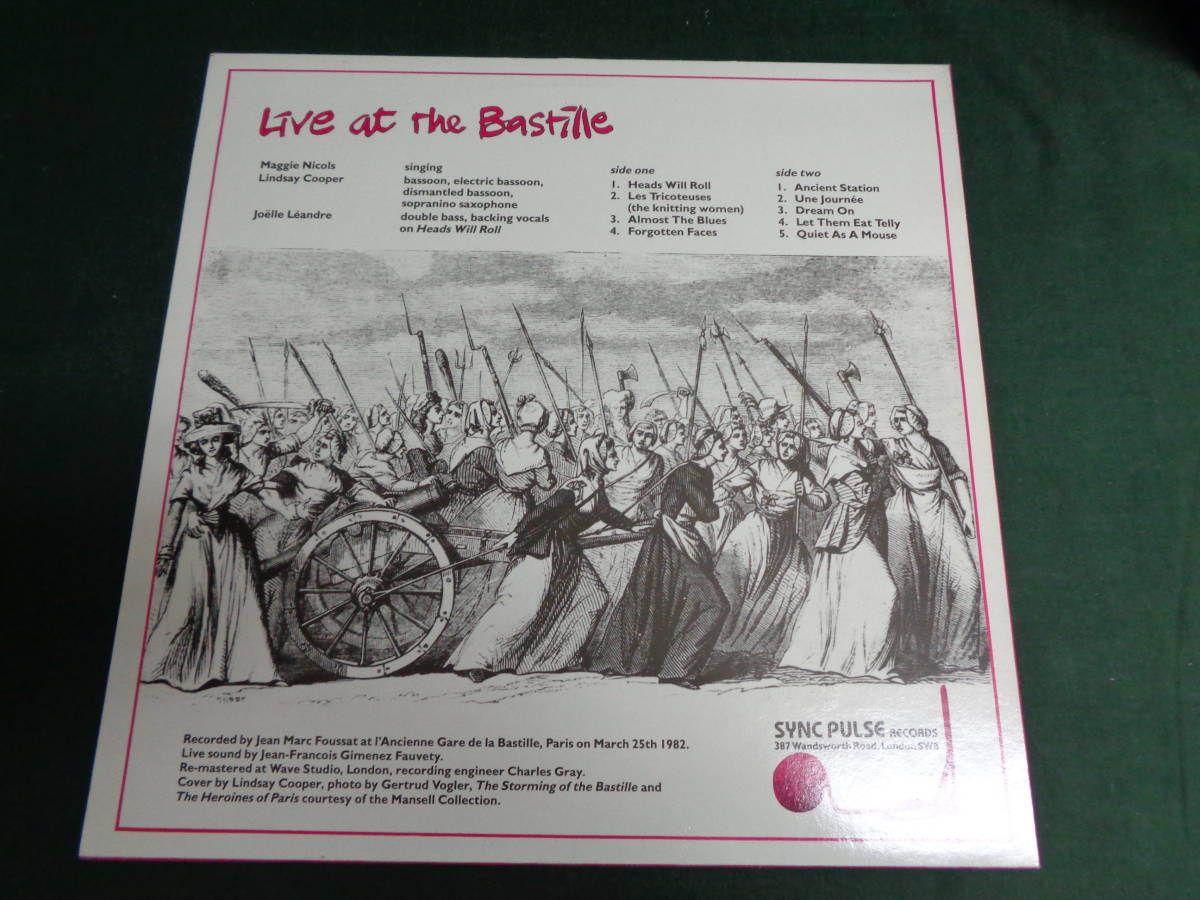 Live at the Bastille
Maggie Nicols singing
Lindsay Cooper bassoon, electric bassoon,
dismantled bassoon,
sopranino saxophone
Joëlle Léandre double bass, backing vocals
on Heads Will Roll
side one
1. Heads Will Roll
2. Les Tricoteuses
(the knitting women)
3. Almost The Blues
4. Forgotten Faces
side two
1. Ancient Station
2. Une Journée
3. Dream On
4. Let Them Eat Telly
5. Quiet As A Mouse
Recorded by Jean Marc Foussat at l'Ancienne Gare de la Bastille, Paris on March 25th 1982.
Live sound by Jean-Francois Gimenez Fauvety.
Re-mastered at Wave Studio, London, recording engineer Charles Gray.
Cover by Lindsay Cooper, photo by Gertrud Vogler, The Storming of the Bastille and
The Heroines of Paris courtesy of the Mansell Collection.
SYNC PULSE RECORDS
387 Wandsworth Road, London SW8